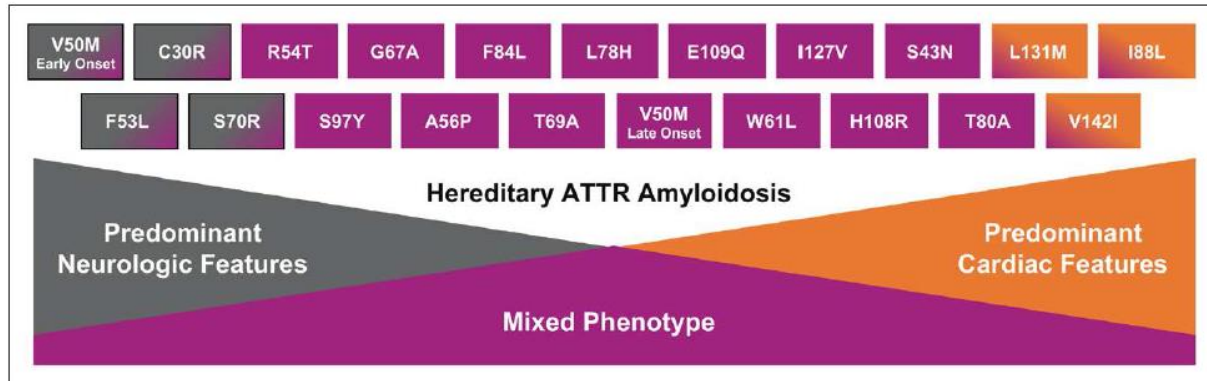 V50M C30R R54T G67A F84L L78H E109Q I127V S43N L131M I88L
Early Onset
F53L S70R S97Y A56P T69A V50M W61L H108R T80A V142I
Late Onset
Hereditary ATTR Amyloidosis
Predominant
Neurologic Features
Predominant
Cardiac Features
Mixed Phenotype